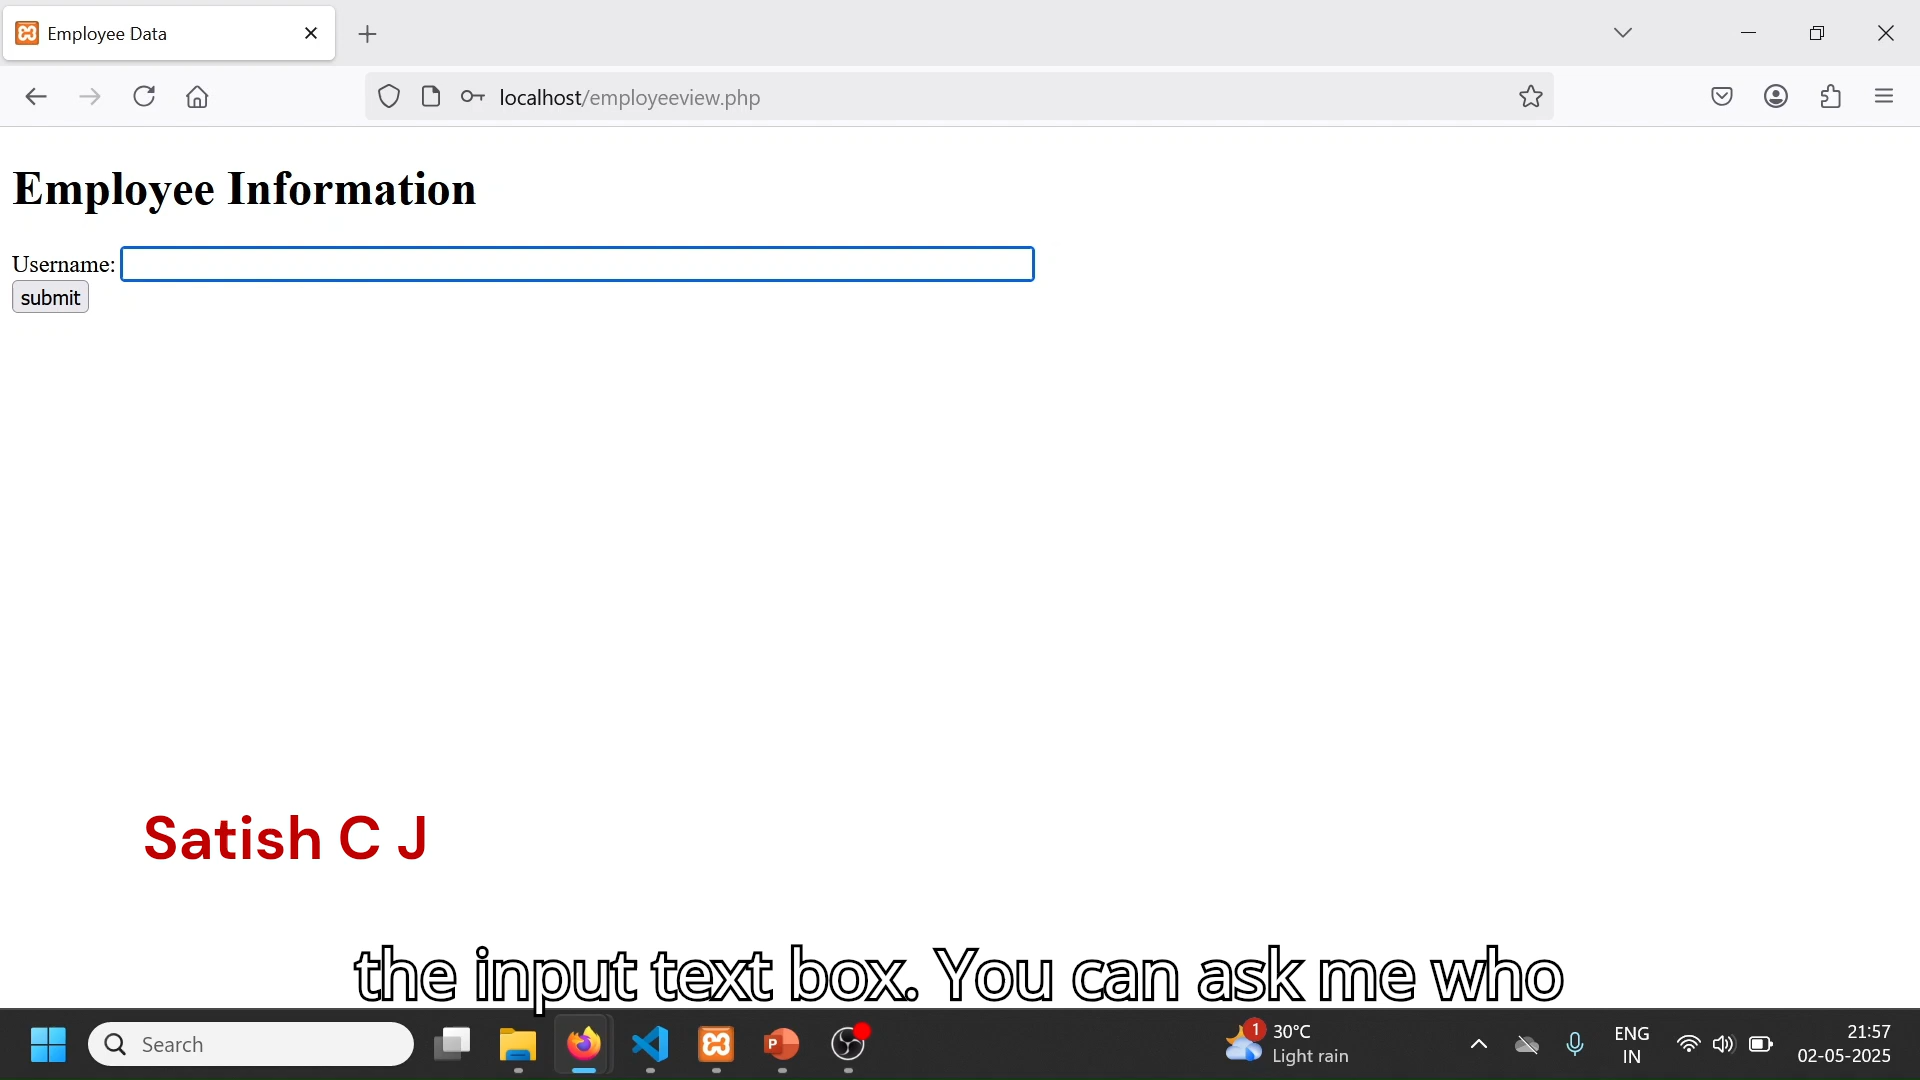 Employee Data
localhost/employeeview.php
Employee Information
Username:
submit
Satish C J
the input text box. You can ask me who
Search
P
1
30°C
Light rain
ENG
IN
21:57
02-05-2025